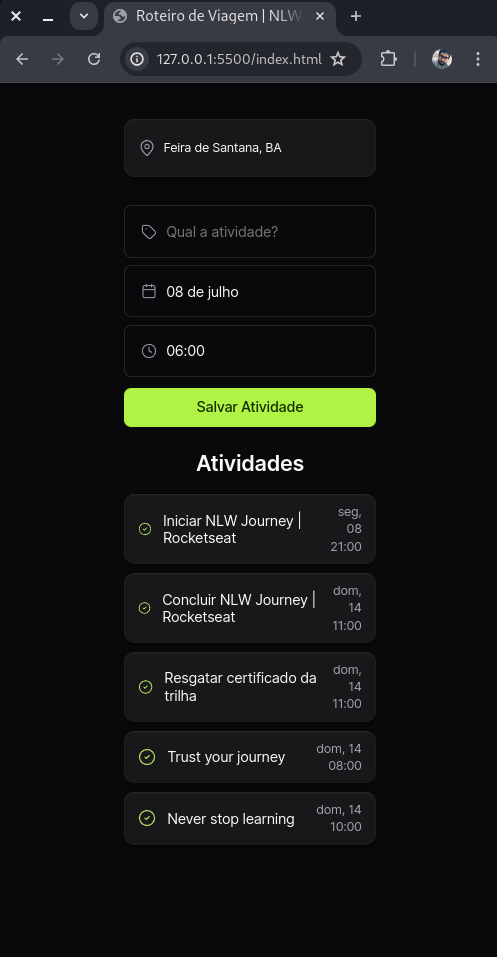 Roteiro de Viagem | NLW
127.0.0.1:5500/index.html
Feira de Santana, BA
Qual a atividade?
08 de julho
06:00
Salvar Atividade
Atividades
Iniciar NLW Journey |
Rocketseat
seg,
08
21:00
Concluir NLW Journey |
Rocketseat
dom,
14
11:00
Resgatar certificado da
trilha
dom,
14
11:00
Trust your journey
dom, 14
08:00
Never stop learning
dom, 14
10:00